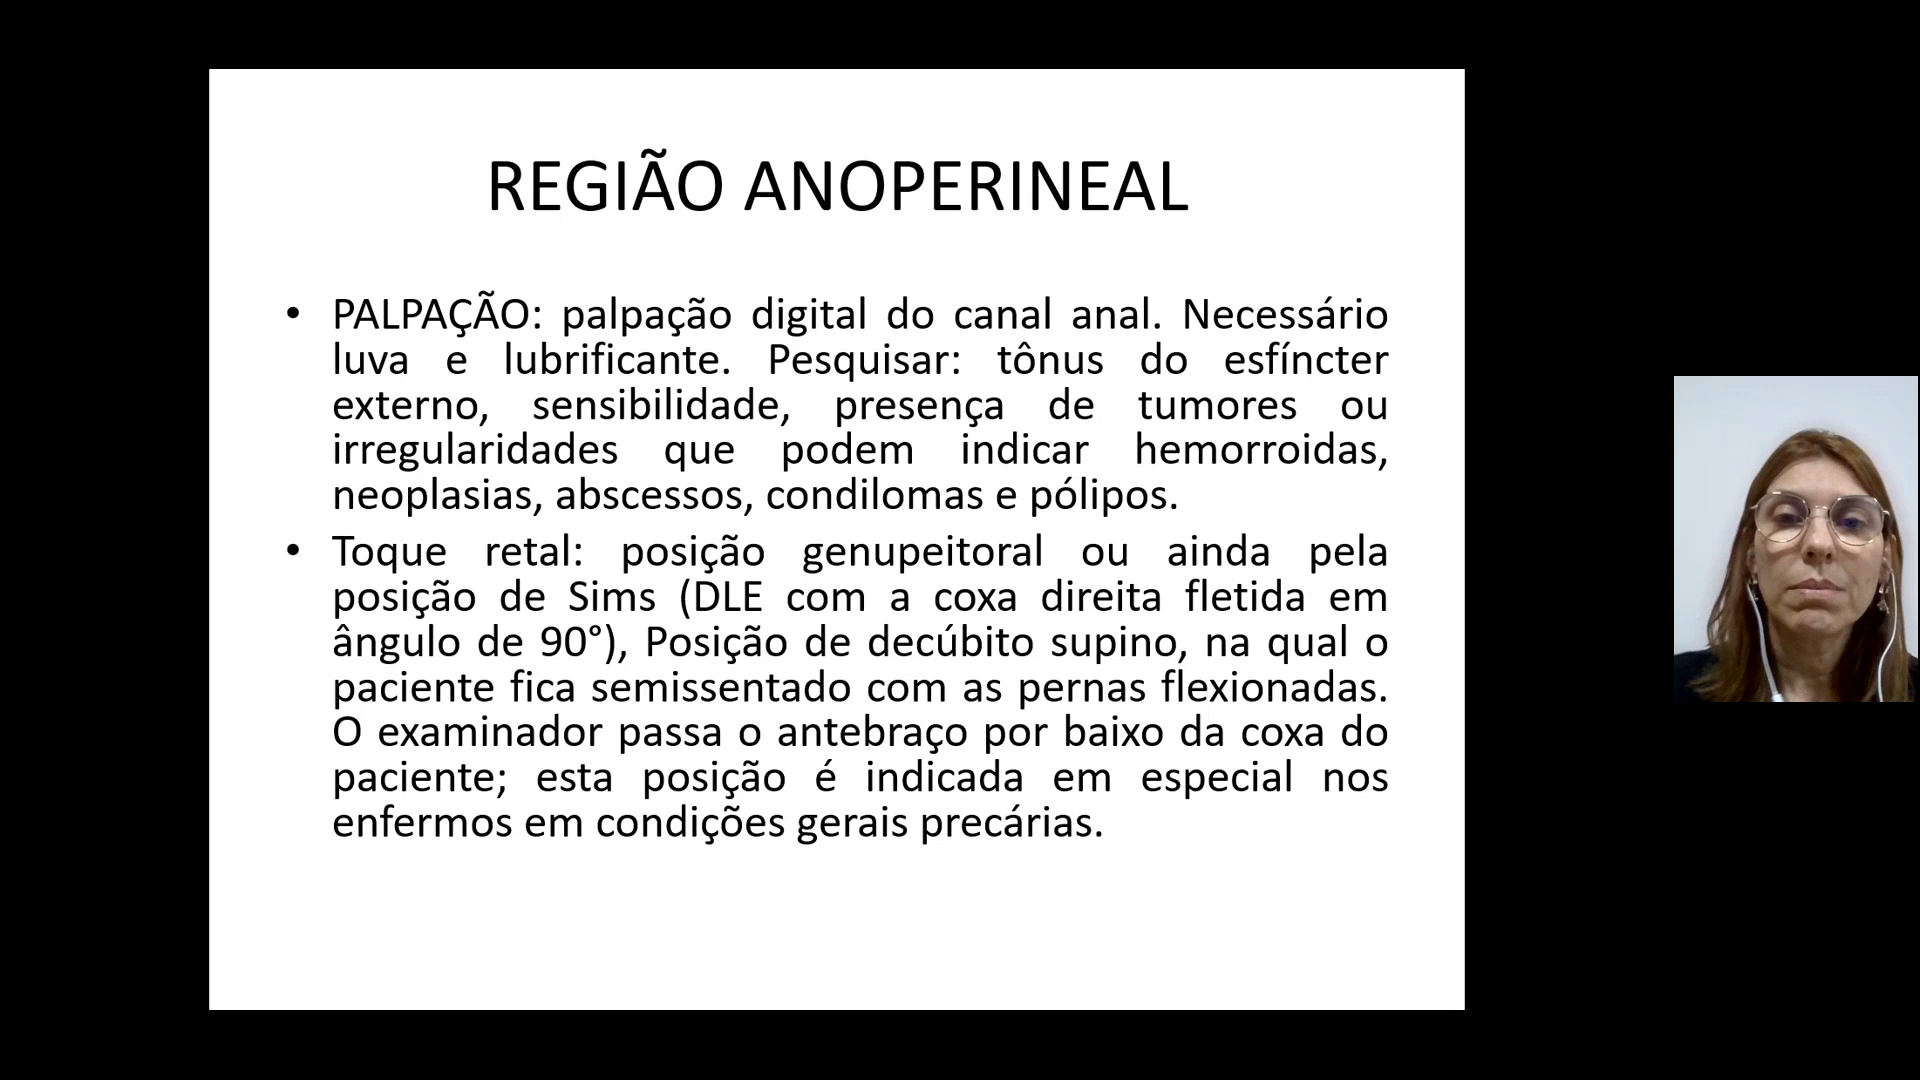 REGIÃO ANOPERINEAL
• PALPAÇÃO: palpação digital do canal anal. Necessário
luva e lubrificante. Pesquisar: tônus do esfíncter
externo, sensibilidade, presença de tumores ou
irregularidades que podem indicar hemorroidas,
neoplasias, abscessos, condilomas e pólipos.
• Toque retal: posição genupeitoral ou ainda pela
posição de Sims (DLE com a coxa direita fletida em
ângulo de 90°), Posição de decúbito supino, na qual o
paciente fica semissentado com as pernas flexionadas.
O examinador passa o antebraço por baixo da coxa do
paciente; esta posição é indicada em especial nos
enfermos em condições gerais precárias.